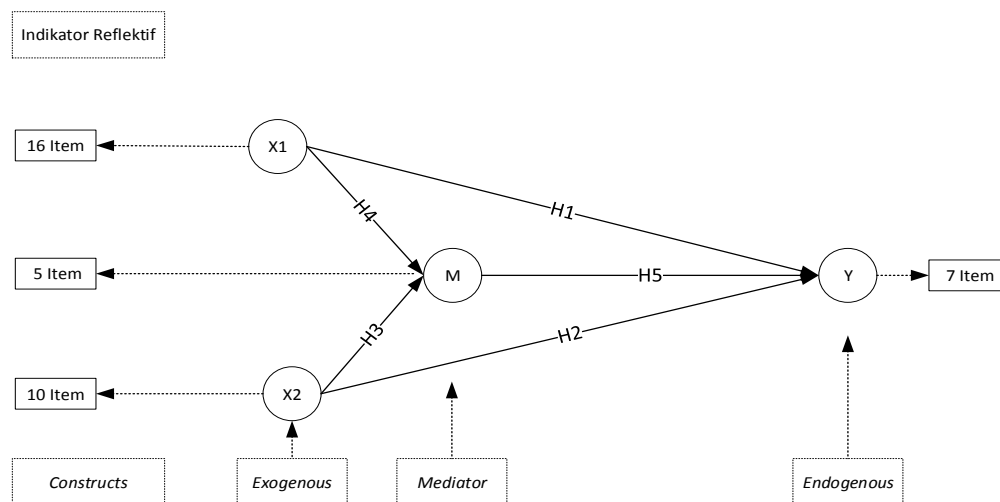 Indikator Reflektif
16 Item
X1
H4
H1
5 Item
M
H5
Y
7 Item
H3
H2
10 Item
X2
Constructs
Exogenous
Mediator
Endogenous